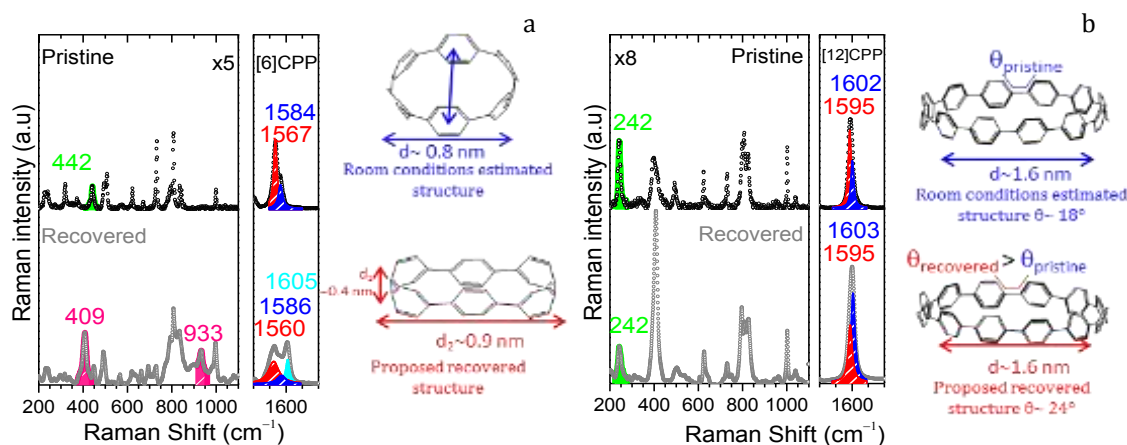 a
Pristine
x5
[6]CPP
1584
1567
442
Recovered
409
933
1605
1586
1560
Raman intensity (a.u)
200 400 600 800 1000
1600
Raman Shift (cm⁻¹)
d~ 0.8 nm
Room conditions estimated
structure
d₁
~0.4 nm
d₂~0.9 nm
Proposed recovered
structure
b
x8
Pristine
[12]CPP
1602
1595
242
Recovered
242
1603
1595
Raman intensity (a.u)
200 400 600 800 1000
1600
Raman Shift (cm⁻¹)
θpristine
d~1.6 nm
Room conditions estimated
structure θ~ 18°
θrecovered > θpristine
d~1.6 nm
Proposed recovered
structure θ~ 24°